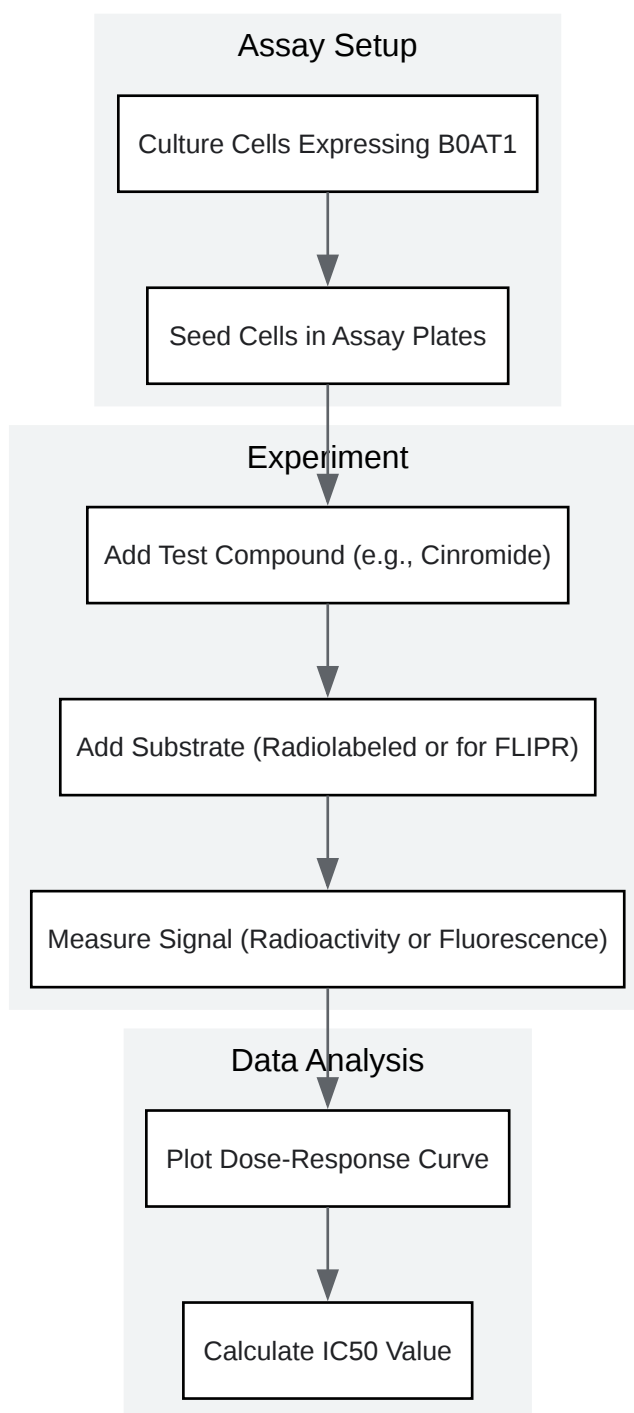 Assay Setup
Culture Cells Expressing B0AT1
Seed Cells in Assay Plates
Experiment
Add Test Compound (e.g., Cinromide)
Add Substrate (Radiolabeled or for FLIPR)
Measure Signal (Radioactivity or Fluorescence)
Data Analysis
Plot Dose-Response Curve
Calculate IC50 Value